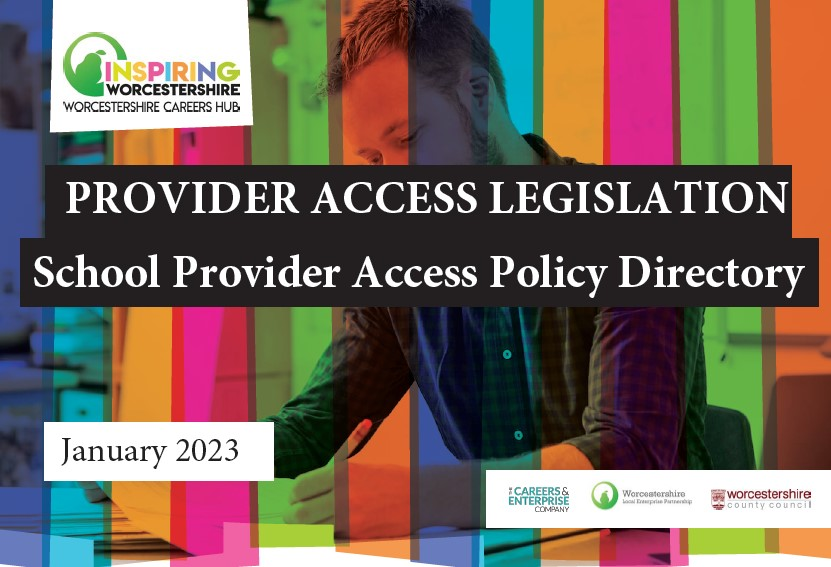 INSPIRING
WORCESTERSHIRE
WORCESTERSHIRE CAREERS HUB
PROVIDER ACCESS LEGISLATION
School Provider Access Policy Directory
January 2023
THE CAREERS &
ENTERPRISE
COMPANY
Worcestershire
Local Enterprise Partnership
worcestershire
county council